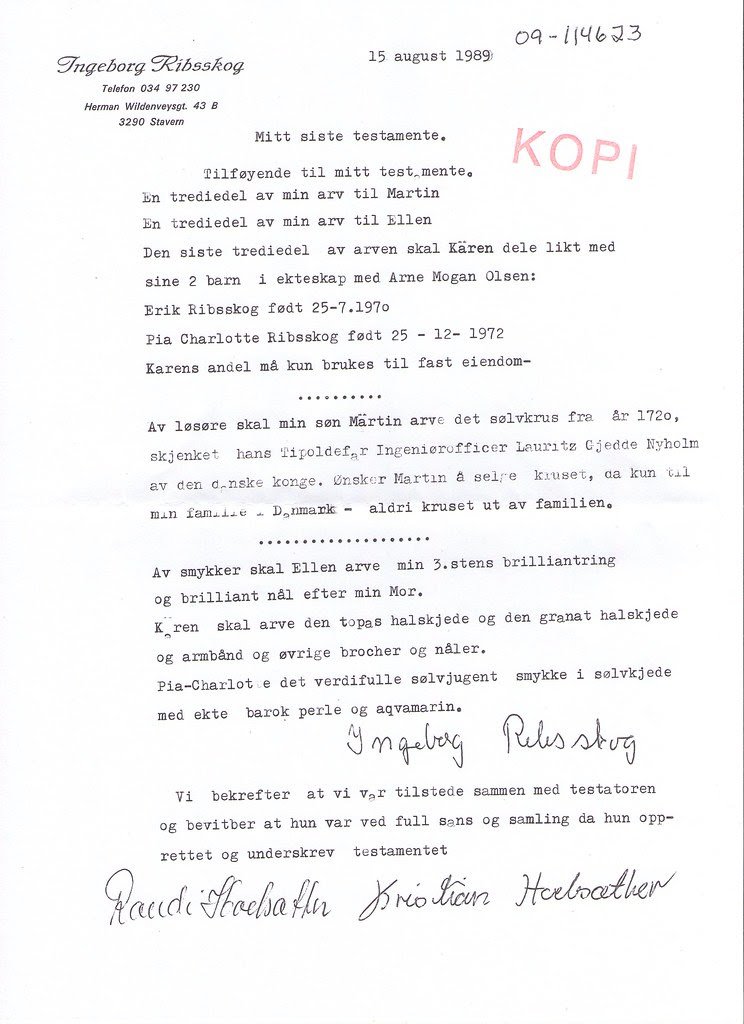 09-114623
15 august 1989
Ingeborg Ribsskog
Telefon 034 97 230
Herman Wildenveysgt. 43 B
3290 Stavern
Mitt siste testamente.
KOPI
Tilføyende til mitt testamente.
En trediedel av min arv til Martin
En trediedel av min arv til Ellen
Den siste trediedel av arven skal Kären dele likt med
sine 2 barn i ekteskap med Arne Mogan Olsen:
Erik Ribsskog født 25-7.1970
Pia Charlotte Ribsskog født 25 - 12- 1972
Karens andel må kun brukes til fast eiendom-
..........
Av løsøre skal min søn Märtin arve det sølvkrus fra år 1720,
skjenket hans Tipoldefar Ingeniørofficer Lauritz Gjedde Nyholm
av den danske konge. Ønsker Martin å selge kruset, da kun til
min familie i Danmark - aldri kruset ut av familien.
....................
Av smykker skal Ellen arve min 3.stens brilliantring
og brilliant nål efter min Mor.
Karen skal arve den topas halskjede og den granat halskjede
og armbånd og øvrige brocher og nåler.
Pia-Charlot e det verdifulle sølvjugent smykke i sølvkjede
med ekte barok perle og aqvamarin.
Ingeborg Ribsskog
Vi bekrefter at vi var tilstede sammen med testatoren
og bevitber at hun var ved full sans og samling da hun opp-
rettet og underskrev testamentet
Randi Hoelsæther Kristian Hoelsæther